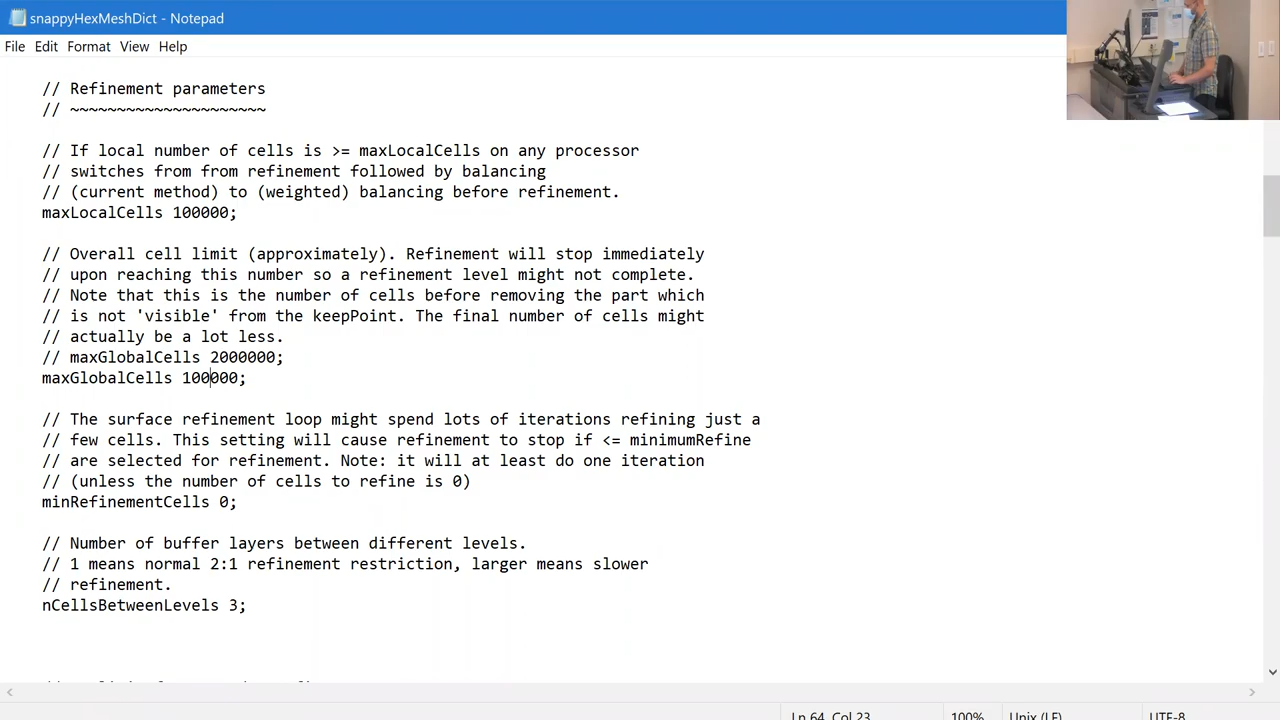 snappyHexMeshDict - Notepad
File Edit Format View Help
// Refinement parameters
// ~~~~~~~~~~~~~~~~~~~~~
// If local number of cells is >= maxLocalCells on any processor
// switches from from refinement followed by balancing
// (current method) to (weighted) balancing before refinement.
maxLocalCells 100000;
// Overall cell limit (approximately). Refinement will stop immediately
// upon reaching this number so a refinement level might not complete.
// Note that this is the number of cells before removing the part which
// is not 'visible' from the keepPoint. The final number of cells might
// actually be a lot less.
// maxGlobalCells 2000000;
maxGlobalCells 100000;
// The surface refinement loop might spend lots of iterations refining just a
// few cells. This setting will cause refinement to stop if <= minimumRefine
// are selected for refinement. Note: it will at least do one iteration
// (unless the number of cells to refine is 0)
minRefinementCells 0;
// Number of buffer layers between different levels.
// 1 means normal 2:1 refinement restriction, larger means slower
// refinement.
nCellsBetweenLevels 3;
Ln 64, Col 23 100% Unix (LF) UTF-8